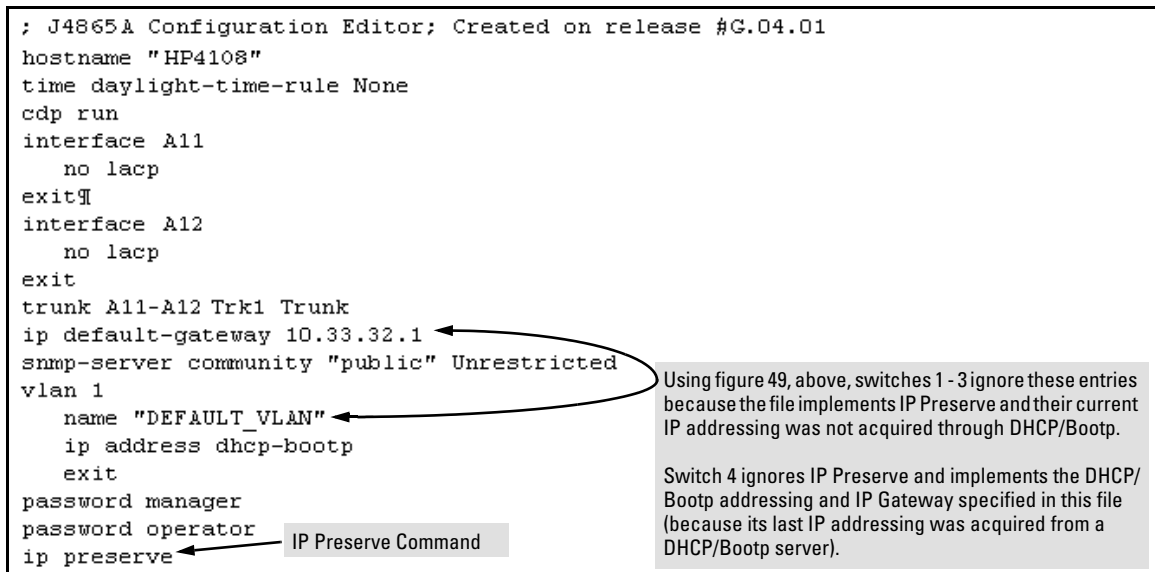 ; J4865A Configuration Editor; Created on release #G.04.01
hostname "HP4108"
time daylight-time-rule None
cdp run
interface A11
   no lacp
exit¶
interface A12
   no lacp
exit
trunk A11-A12 Trk1 Trunk
ip default-gateway 10.33.32.1
snmp-server community "public" Unrestricted
vlan 1
   name "DEFAULT_VLAN"
   ip address dhcp-bootp
   exit
password manager
password operator
ip preserve
IP Preserve Command
Using figure 49, above, switches 1 - 3 ignore these entries
because the file implements IP Preserve and their current
IP addressing was not acquired through DHCP/Bootp.
Switch 4 ignores IP Preserve and implements the DHCP/
Bootp addressing and IP Gateway specified in this file
(because its last IP addressing was acquired from a
DHCP/Bootp server).